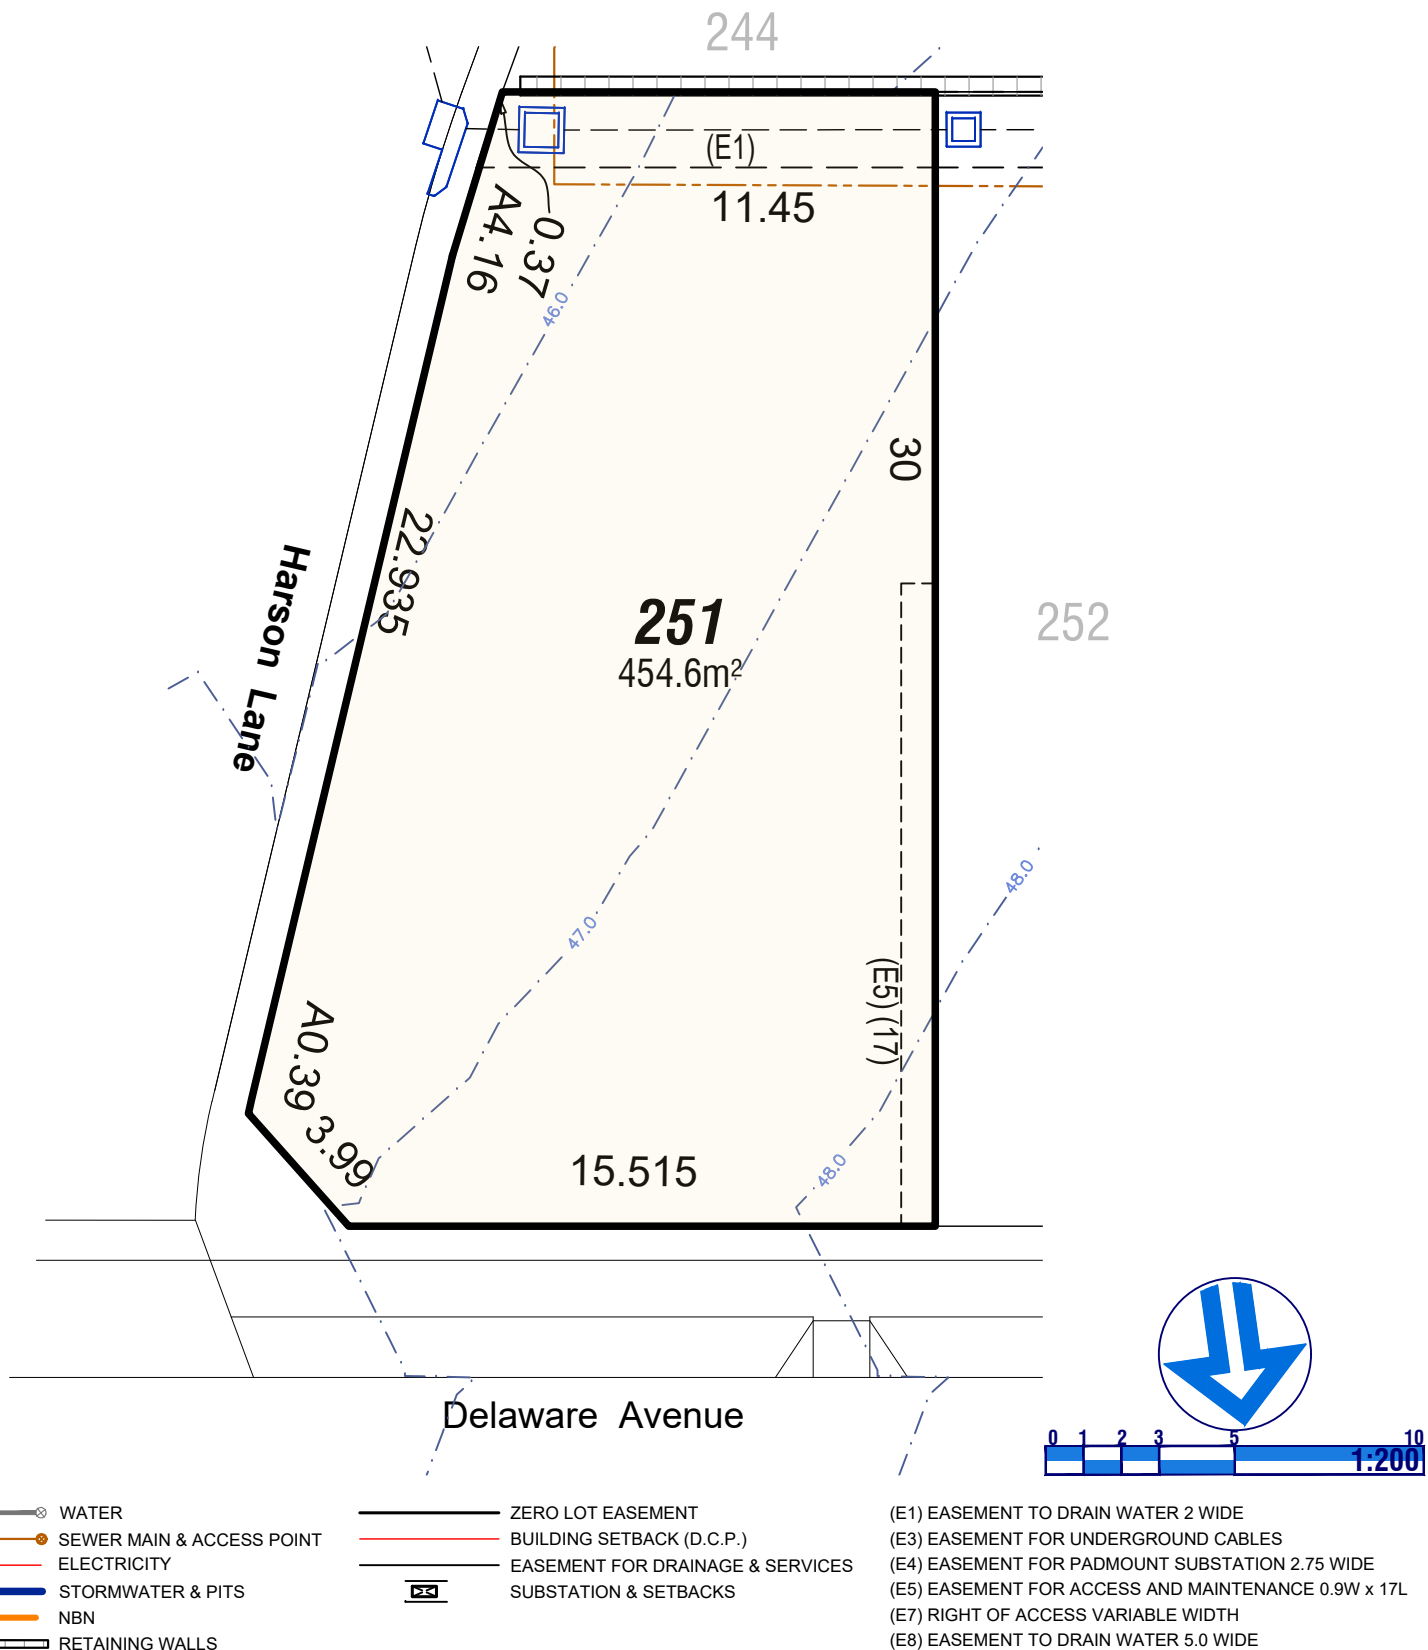 244
(E1)
11.45
0.37
A4.16
46.0
30
22.935
Harson Lane
251
454.6m²
252
48.0
47.0
(E5) (17)
A0.39
3.99
15.515
48.0
Delaware Avenue
0 1 2 3 5 10
1:200
WATER
SEWER MAIN & ACCESS POINT
ELECTRICITY
STORMWATER & PITS
NBN
RETAINING WALLS
ZERO LOT EASEMENT
BUILDING SETBACK (D.C.P.)
EASEMENT FOR DRAINAGE & SERVICES
SUBSTATION & SETBACKS
(E1) EASEMENT TO DRAIN WATER 2 WIDE
(E3) EASEMENT FOR UNDERGROUND CABLES
(E4) EASEMENT FOR PADMOUNT SUBSTATION 2.75 WIDE
(E5) EASEMENT FOR ACCESS AND MAINTENANCE 0.9W x 17L
(E7) RIGHT OF ACCESS VARIABLE WIDTH
(E8) EASEMENT TO DRAIN WATER 5.0 WIDE